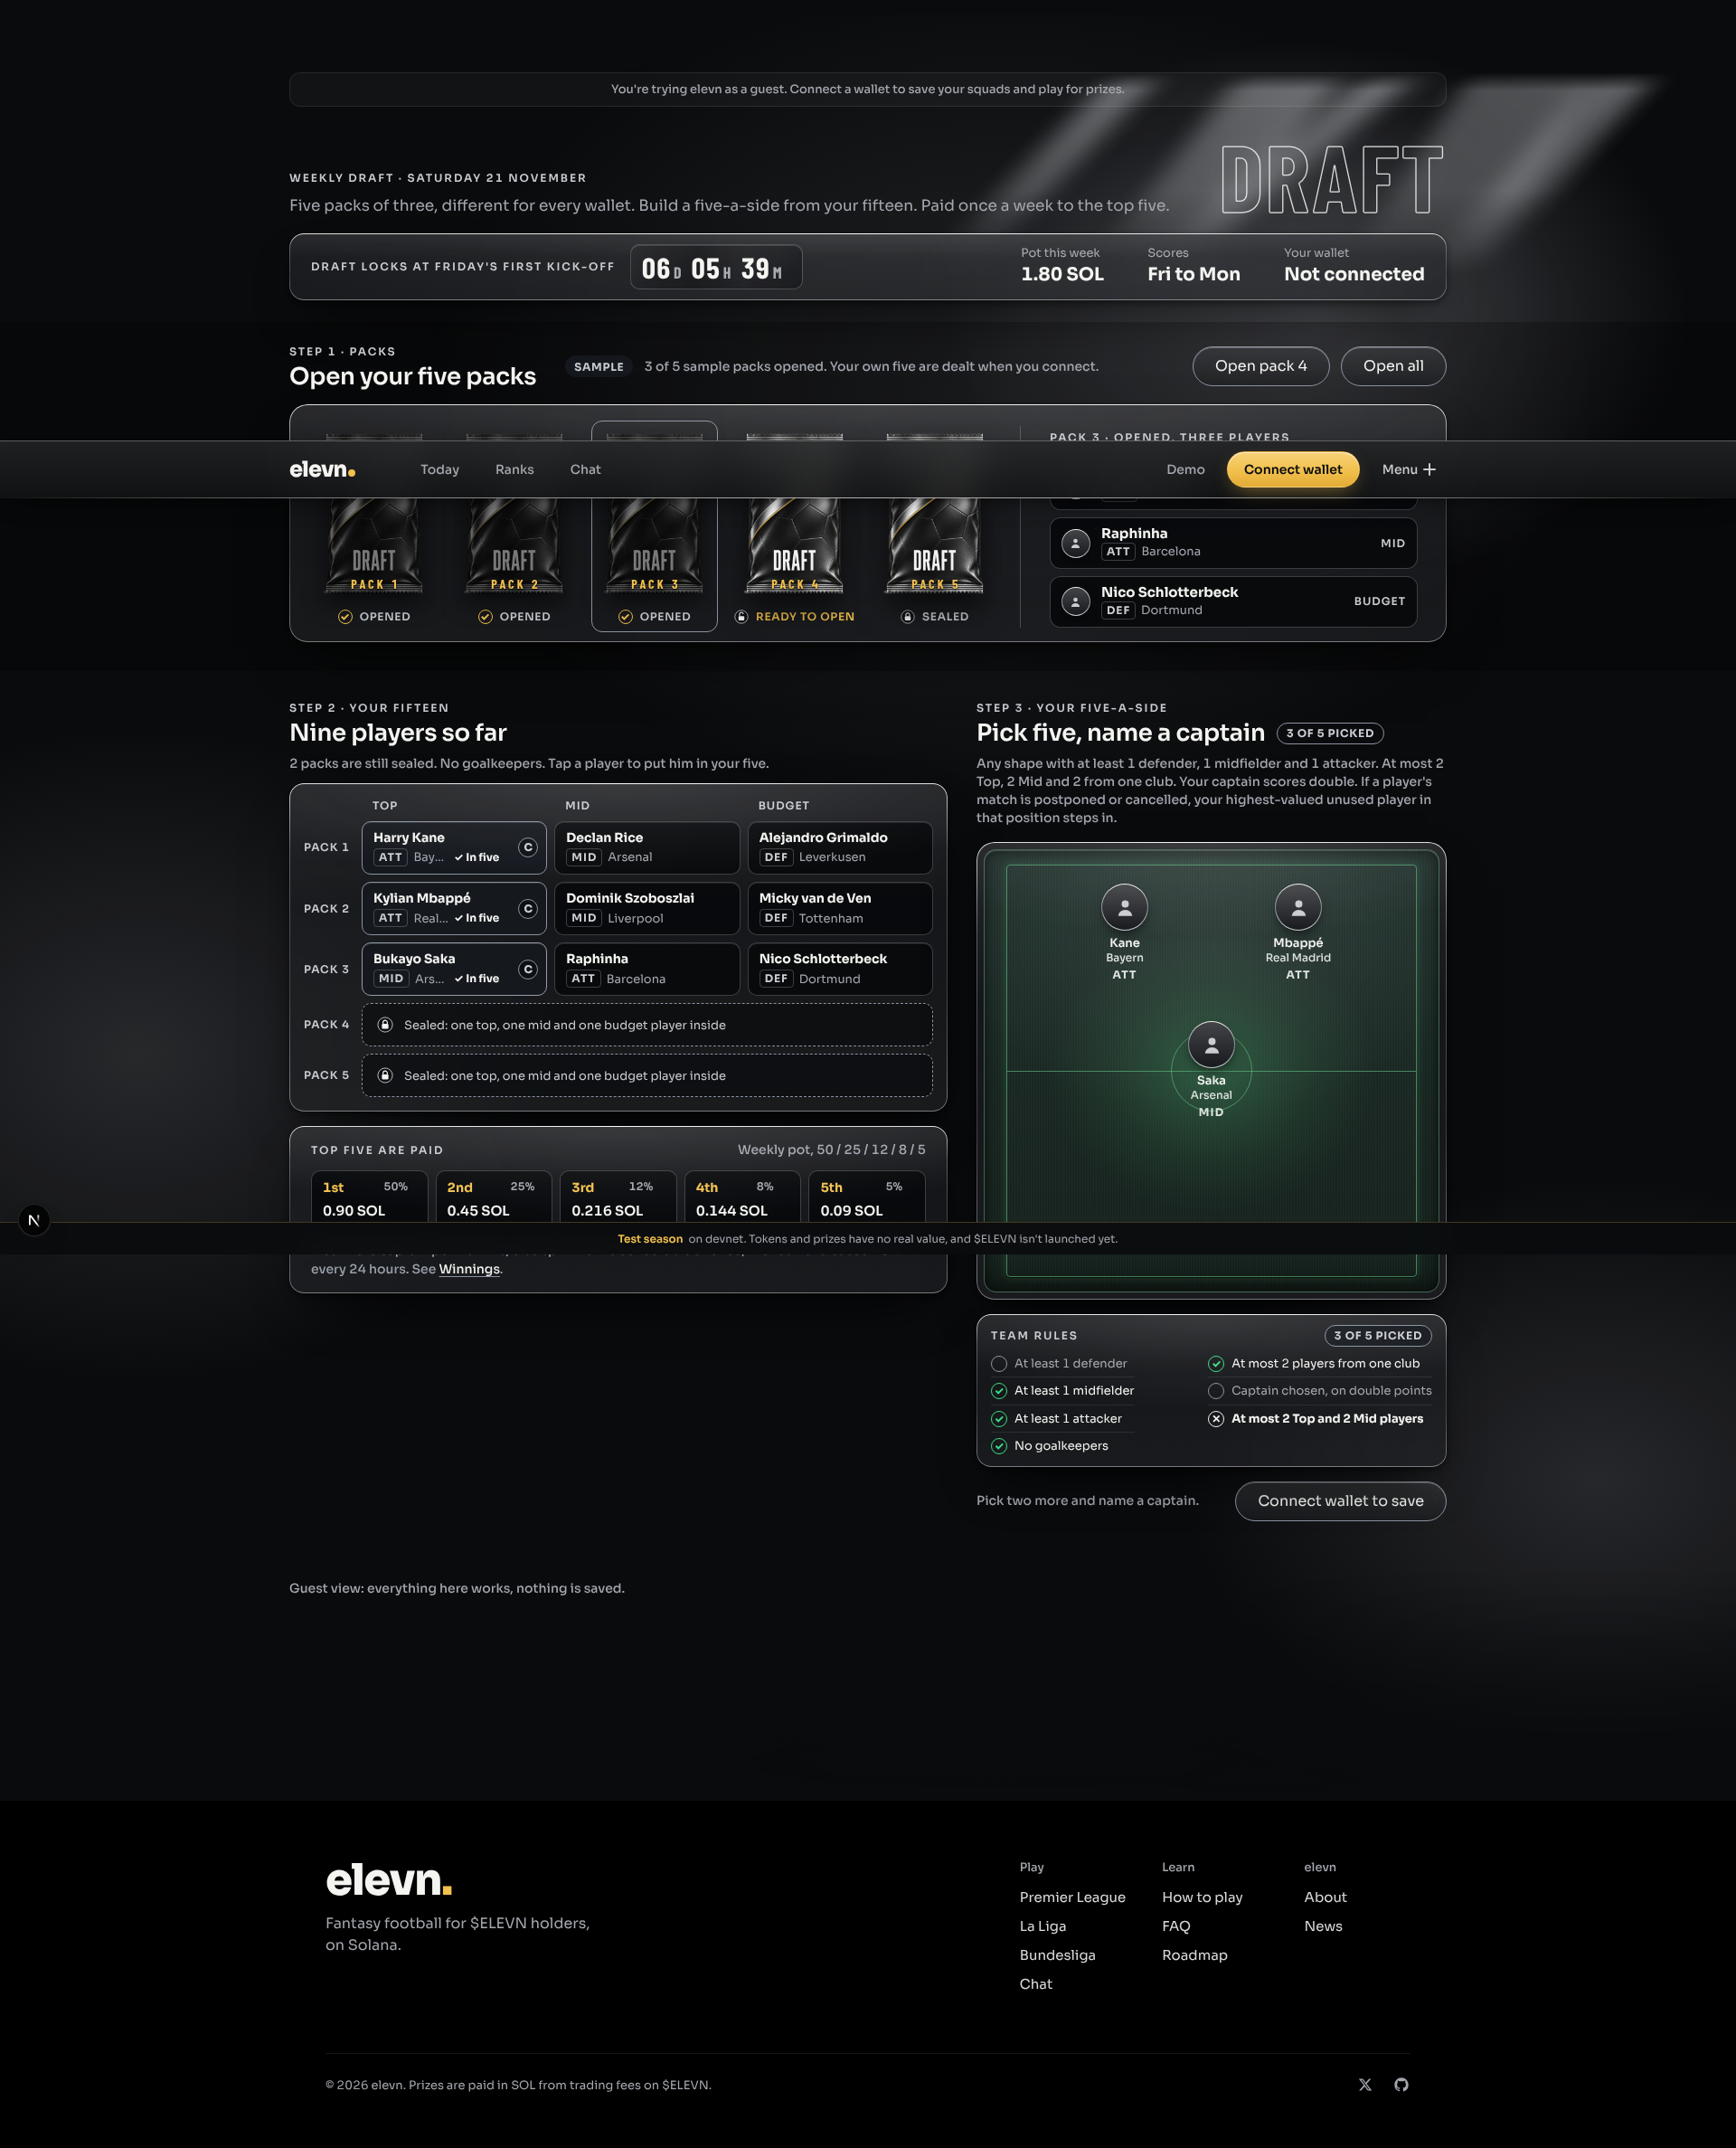 You're trying elevn as a guest. Connect a wallet to save your squads and play for prizes.
WEEKLY DRAFT · SATURDAY 21 NOVEMBER
Five packs of three, different for every wallet. Build a five-a-side from your fifteen. Paid once a week to the top five.
DRAFT
DRAFT LOCKS AT FRIDAY'S FIRST KICK-OFF
06D 05H 39M
Pot this week
1.80 SOL
Scores
Fri to Mon
Your wallet
Not connected
STEP 1 · PACKS
Open your five packs
SAMPLE
3 of 5 sample packs opened. Your own five are dealt when you connect.
Open pack 4
Open all
PACK 3 · OPENED, THREE PLAYERS
elevn.
Today
Ranks
Chat
Demo
Connect wallet
Menu
DRAFT
PACK 1
OPENED
DRAFT
PACK 2
OPENED
DRAFT
PACK 3
OPENED
DRAFT
PACK 4
READY TO OPEN
DRAFT
PACK 5
SEALED
Raphinha
ATT Barcelona
MID
Nico Schlotterbeck
DEF Dortmund
BUDGET
STEP 2 · YOUR FIFTEEN
Nine players so far
2 packs are still sealed. No goalkeepers. Tap a player to put him in your five.
TOP MID BUDGET
PACK 1
Harry Kane
ATT Bay... ✓ In five
C
Declan Rice
MID Arsenal
Alejandro Grimaldo
DEF Leverkusen
PACK 2
Kylian Mbappé
ATT Real... ✓ In five
C
Dominik Szoboszlai
MID Liverpool
Micky van de Ven
DEF Tottenham
PACK 3
Bukayo Saka
MID Ars... ✓ In five
C
Raphinha
ATT Barcelona
Nico Schlotterbeck
DEF Dortmund
PACK 4
Sealed: one top, one mid and one budget player inside
PACK 5
Sealed: one top, one mid and one budget player inside
TOP FIVE ARE PAID
Weekly pot, 50 / 25 / 12 / 8 / 5
1st 50%
0.90 SOL
2nd 25%
0.45 SOL
3rd 12%
0.216 SOL
4th 8%
0.144 SOL
5th 5%
0.09 SOL
every 24 hours. See Winnings.
STEP 3 · YOUR FIVE-A-SIDE
Pick five, name a captain
3 OF 5 PICKED
Any shape with at least 1 defender, 1 midfielder and 1 attacker. At most 2
Top, 2 Mid and 2 from one club. Your captain scores double. If a player's
match is postponed or cancelled, your highest-valued unused player in
that position steps in.
Kane
Bayern
ATT
Mbappé
Real Madrid
ATT
Saka
Arsenal
MID
Test season on devnet. Tokens and prizes have no real value, and $ELEVN isn't launched yet.
TEAM RULES
3 OF 5 PICKED
At least 1 defender
At least 1 midfielder
At least 1 attacker
No goalkeepers
At most 2 players from one club
Captain chosen, on double points
At most 2 Top and 2 Mid players
Pick two more and name a captain.
Connect wallet to save
Guest view: everything here works, nothing is saved.
elevn.
Fantasy football for $ELEVN holders,
on Solana.
Play
Premier League
La Liga
Bundesliga
Chat
Learn
How to play
FAQ
Roadmap
elevn
About
News
© 2026 elevn. Prizes are paid in SOL from trading fees on $ELEVN.